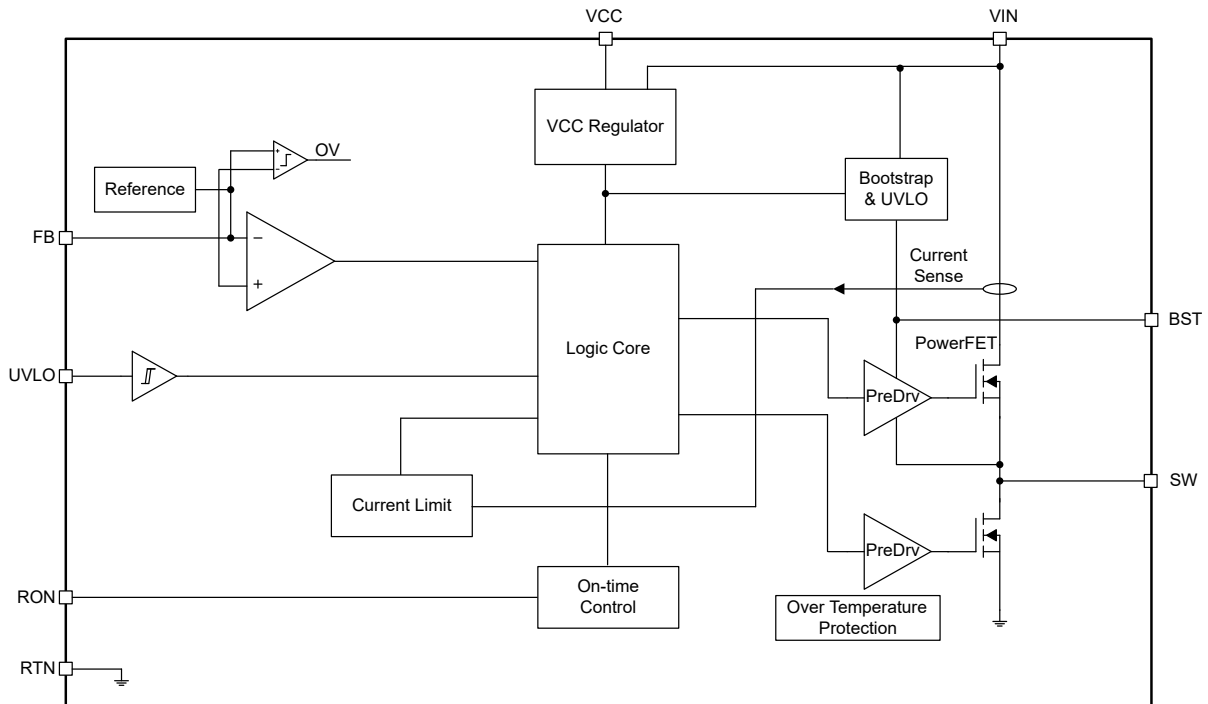 VCC
VIN
VCC Regulator
+
-
OV
Reference
Bootstrap
& UVLO
FB
−
+
Current
Sense
BST
Logic Core
PowerFET
UVLO
PreDrv
Current Limit
SW
PreDrv
RON
On-time
Control
Over Temperature
Protection
RTN